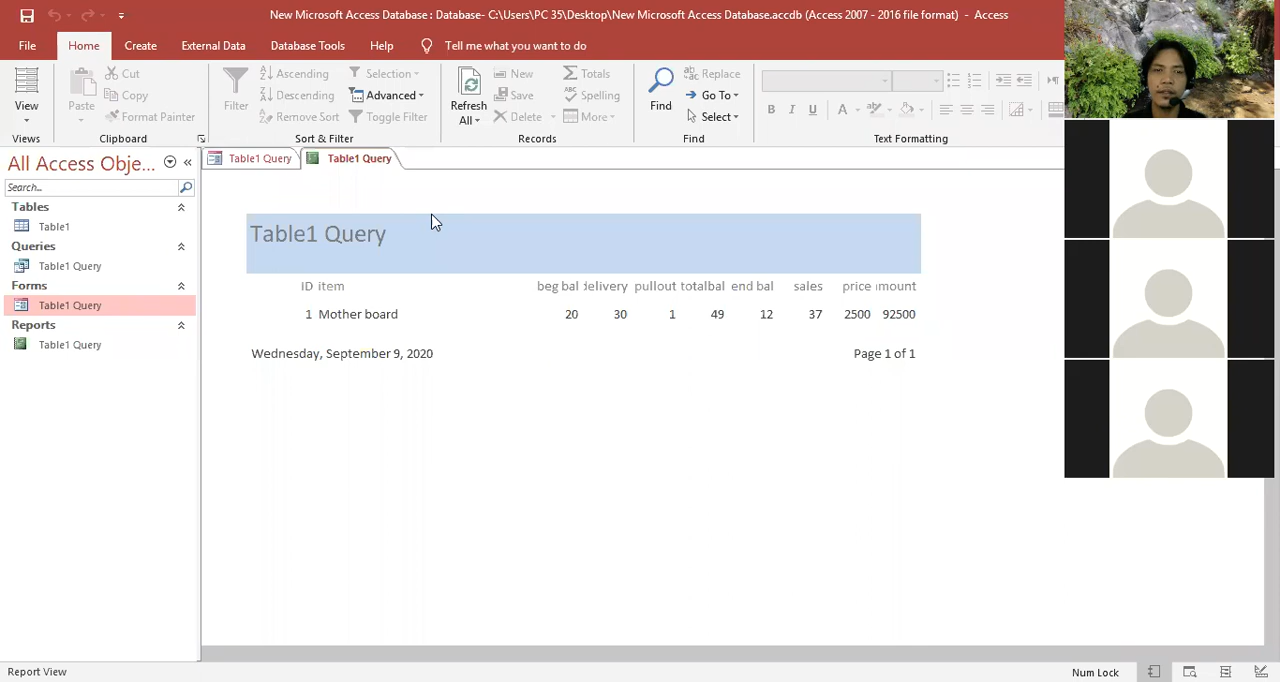 New Microsoft Access Database : Database- C:\Users\PC 35\Desktop\New Microsoft Access Database.accdb (Access 2007 - 2016 file format) - Access
File Home Create External Data Database Tools Help Tell me what you want to do
View
Views
Paste
Cut
Copy
Format Painter
Clipboard
Filter
Ascending
Descending
Remove Sort
Selection
Advanced
Toggle Filter
Sort & Filter
Refresh
All
New
Save
Delete
Totals
Spelling
More
Records
Find
Replace
Go To
Select
Find
B I U A
Text Formatting
All Access Obje...
Search...
Tables
Table1
Queries
Table1 Query
Forms
Table1 Query
Reports
Table1 Query
Table1 Query Table1 Query
Table1 Query
ID item beg bal delivery pullout totalbal end bal sales price mount
1 Mother board 20 30 1 49 12 37 2500 92500
Wednesday, September 9, 2020 Page 1 of 1
Report View Num Lock